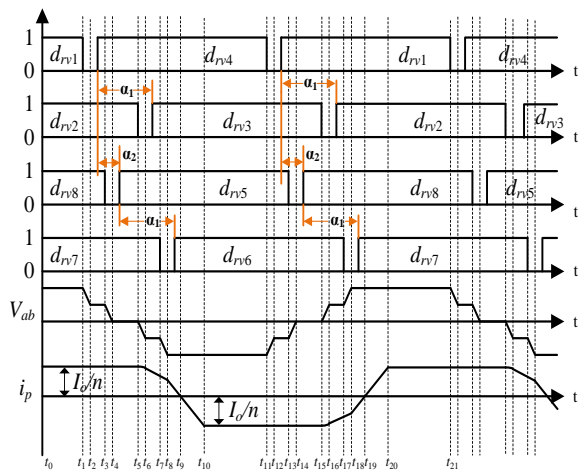 1
0
d_rv1
d_rv4
d_rv1
d_rv4
t
α1
α1
1
0
d_rv2
d_rv3
d_rv2
d_rv3
t
α2
α2
1
0
d_rv8
d_rv5
d_rv8
d_rv5
t
α1
α1
1
0
d_rv7
d_rv6
d_rv7
t
V_ab
t
i_p
I_o/n
I_o/n
t
t0 t1 t2 t3 t4 t5 t6 t7 t8 t9 t10 t11 t12 t13 t14 t15 t16 t17 t18 t19 t20 t21